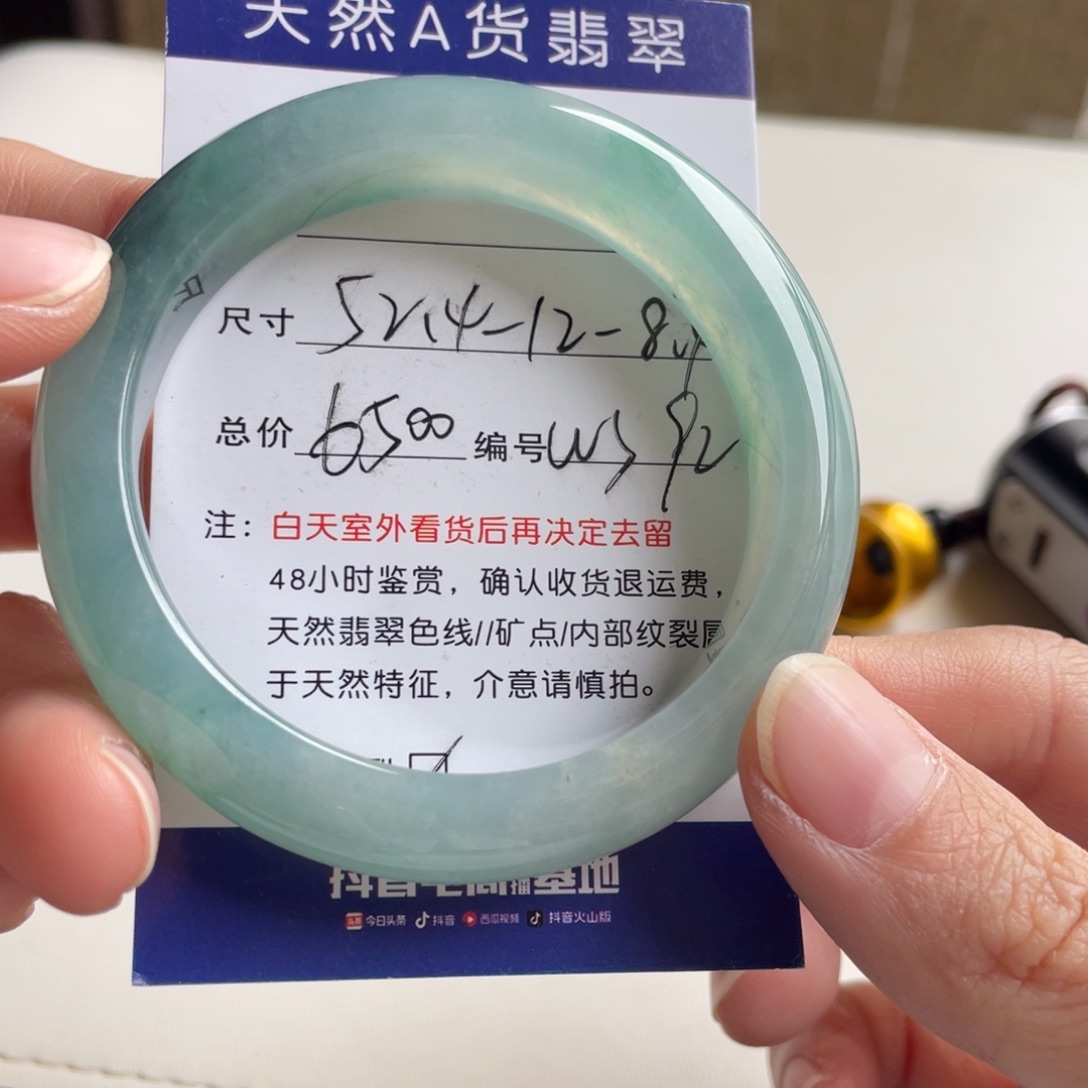 天然A货翡翠
尺寸 52.4-12-8.4
总价 6500 编号 WS92
注：白天室外看货后再决定去留
48小时鉴赏，确认收货退运费，
天然翡翠色线//矿点/内部纹裂属
于天然特征，介意请慎拍。
今日头条 抖音 西瓜视频 抖音火山版